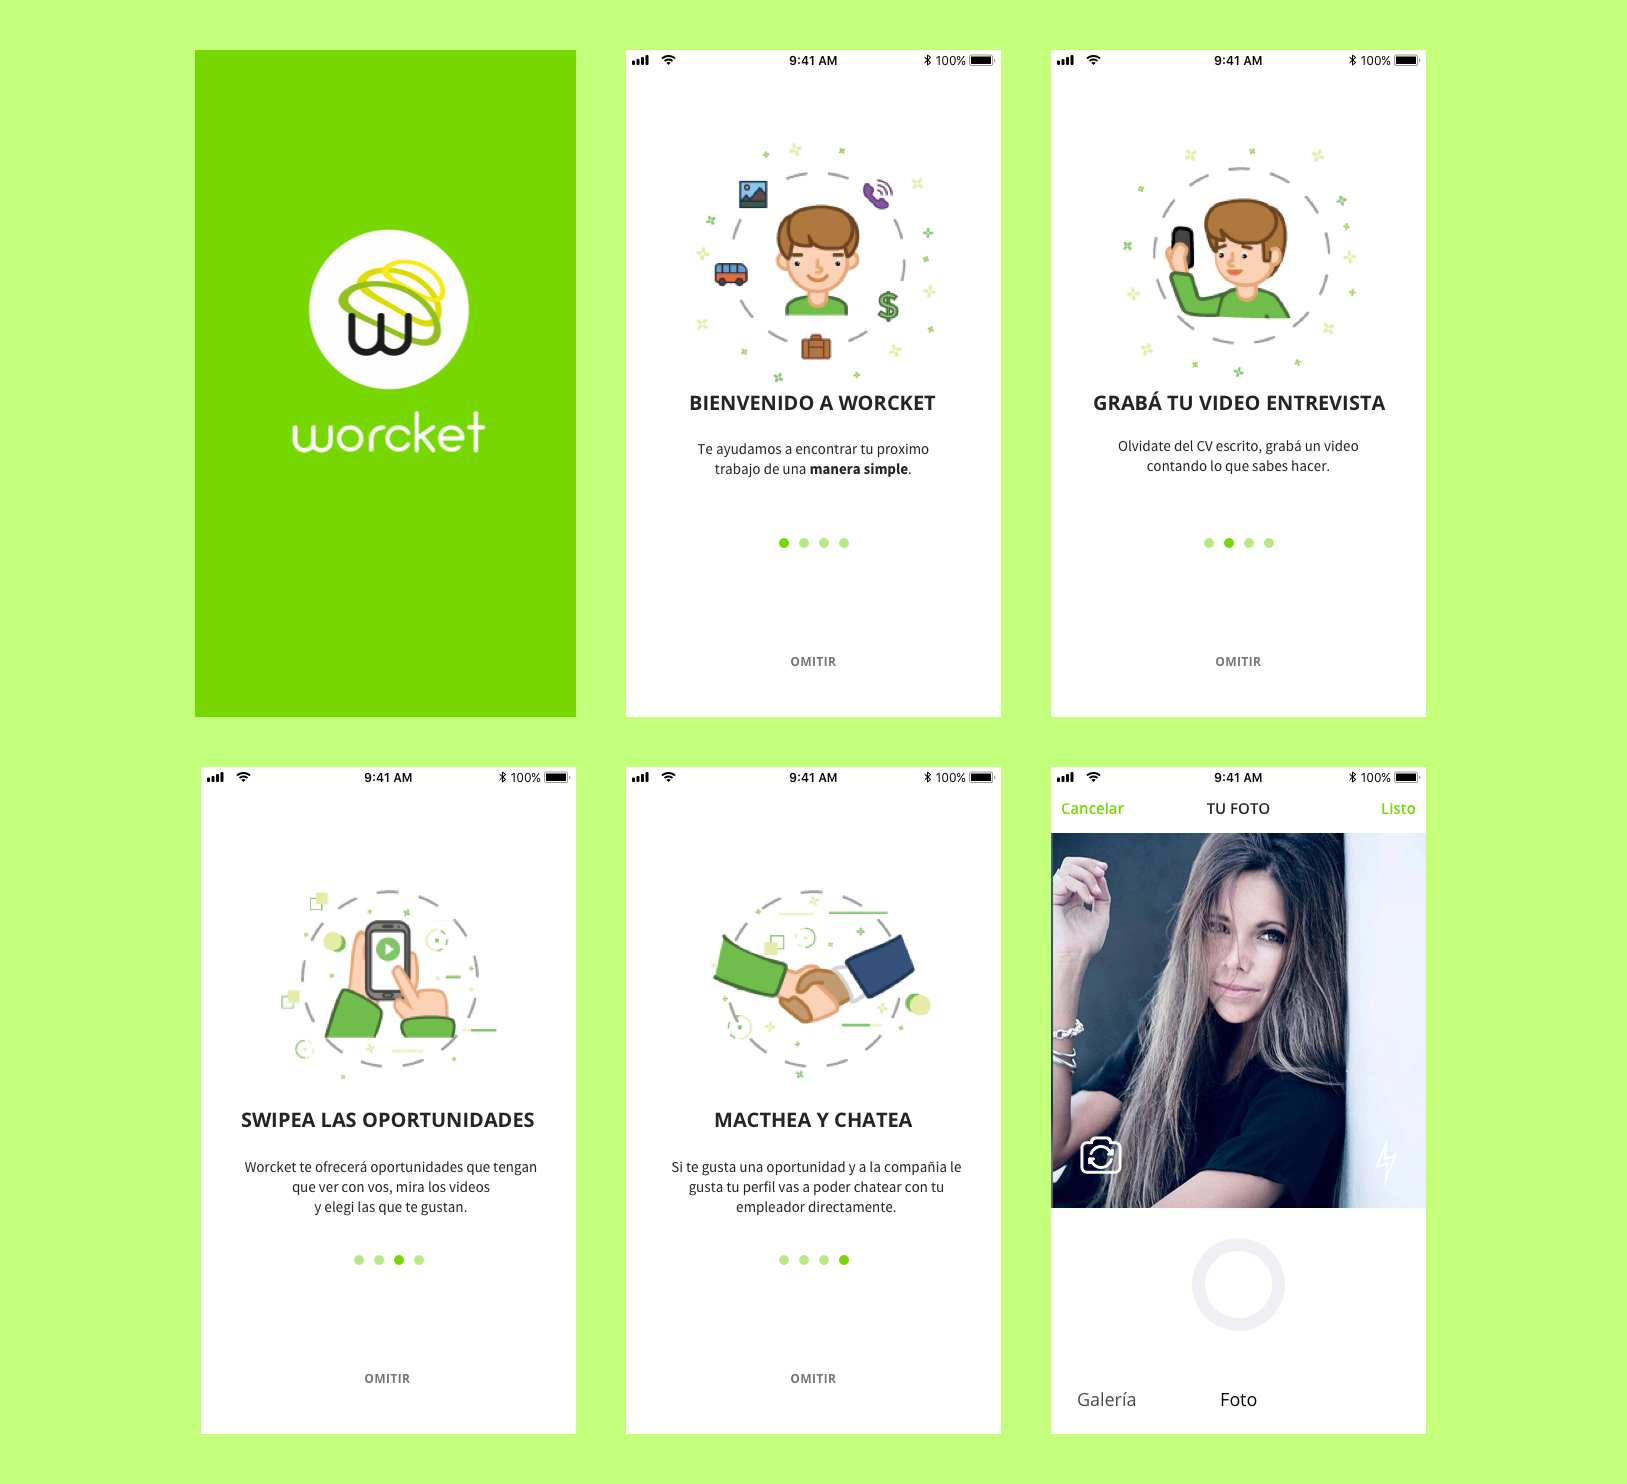 worcket
9:41 AM
100%
BIENVENIDO A WORCKET
Te ayudamos a encontrar tu proximo
trabajo de una manera simple.
OMITIR
9:41 AM
100%
GRABÁ TU VIDEO ENTREVISTA
Olvidate del CV escrito, grabá un video
contando lo que sabes hacer.
OMITIR
9:41 AM
100%
SWIPEA LAS OPORTUNIDADES
Worcket te ofrecerá oportunidades que tengan
que ver con vos, mira los videos
y elegi las que te gustan.
OMITIR
9:41 AM
100%
MACTHEA Y CHATEA
Si te gusta una oportunidad y a la compañia le
gusta tu perfil vas a poder chatear con tu
empleador directamente.
OMITIR
9:41 AM
100%
Cancelar
TU FOTO
Listo
Galería
Foto